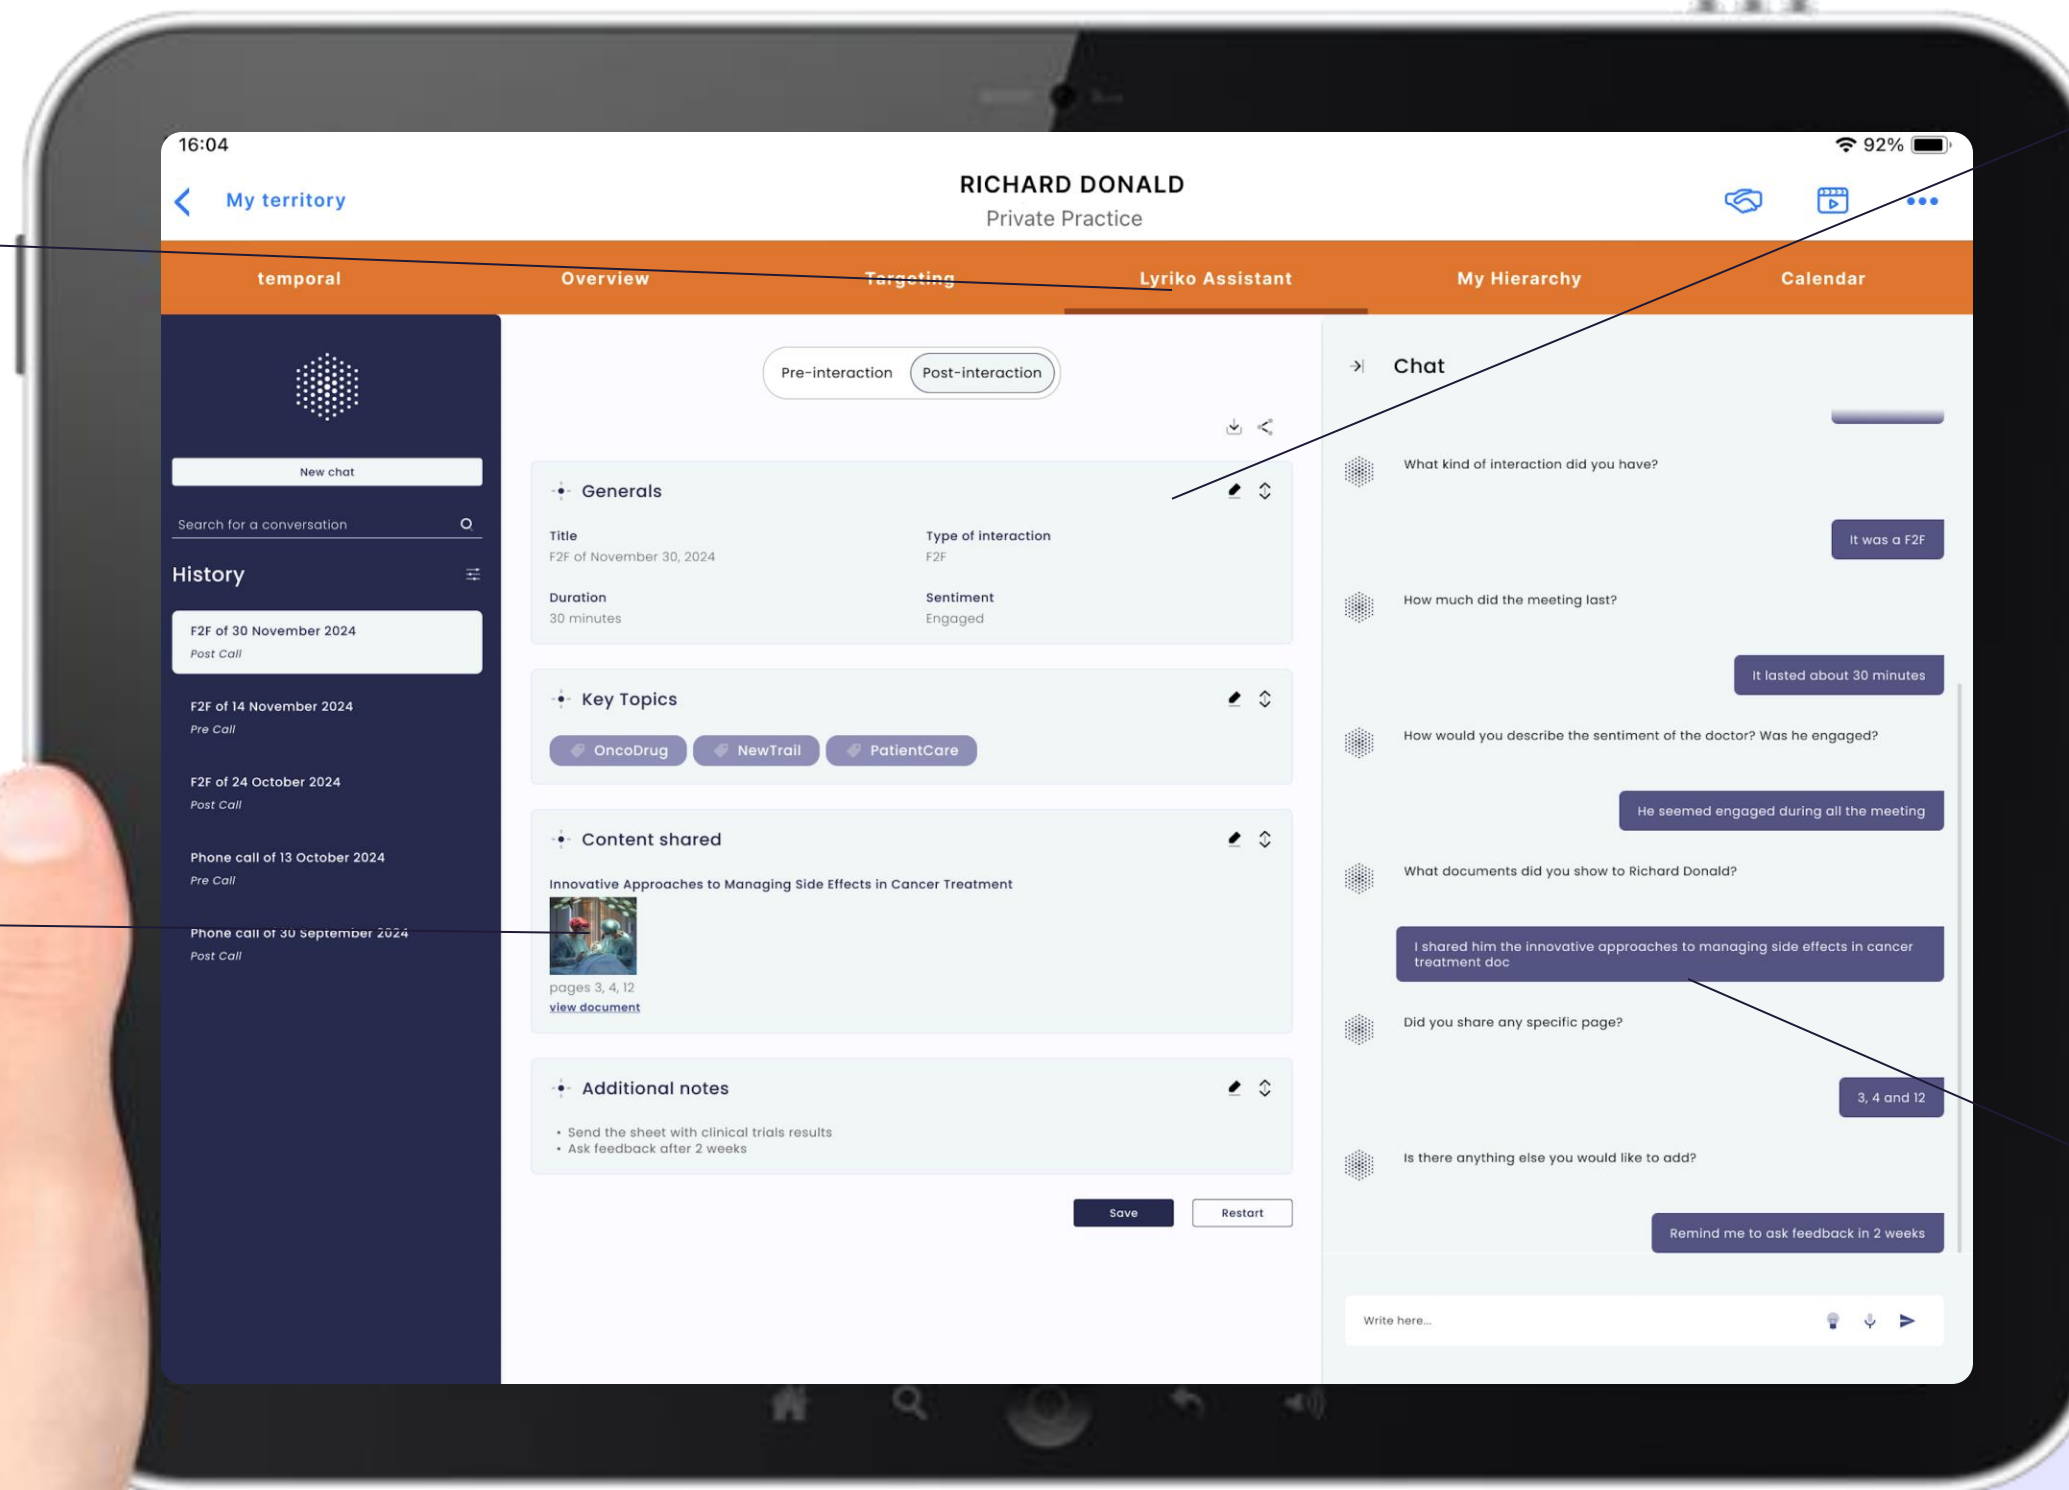 16:04
92%
My territory
RICHARD DONALD
Private Practice
temporal
Overview
Targeting
Lyriko Assistant
My Hierarchy
Calendar
New chat
Search for a conversation
History
F2F of 30 November 2024
Post Call
F2F of 14 November 2024
Pre Call
F2F of 24 October 2024
Post Call
Phone call of 13 October 2024
Pre Call
Phone call of 30 September 2024
Post Call
Pre-interaction
Post-interaction
Generals
Title
F2F of November 30, 2024
Type of interaction
F2F
Duration
30 minutes
Sentiment
Engaged
Key Topics
OncoDrug
NewTrail
PatientCare
Content shared
Innovative Approaches to Managing Side Effects in Cancer Treatment
pages 3, 4, 12
view document
Additional notes
• Send the sheet with clinical trials results
• Ask feedback after 2 weeks
Save
Restart
Chat
What kind of interaction did you have?
It was a F2F
How much did the meeting last?
It lasted about 30 minutes
How would you describe the sentiment of the doctor? Was he engaged?
He seemed engaged during all the meeting
What documents did you show to Richard Donald?
I shared him the innovative approaches to managing side effects in cancer
treatment doc
Did you share any specific page?
3, 4 and 12
Is there anything else you would like to add?
Remind me to ask feedback in 2 weeks
Write here...